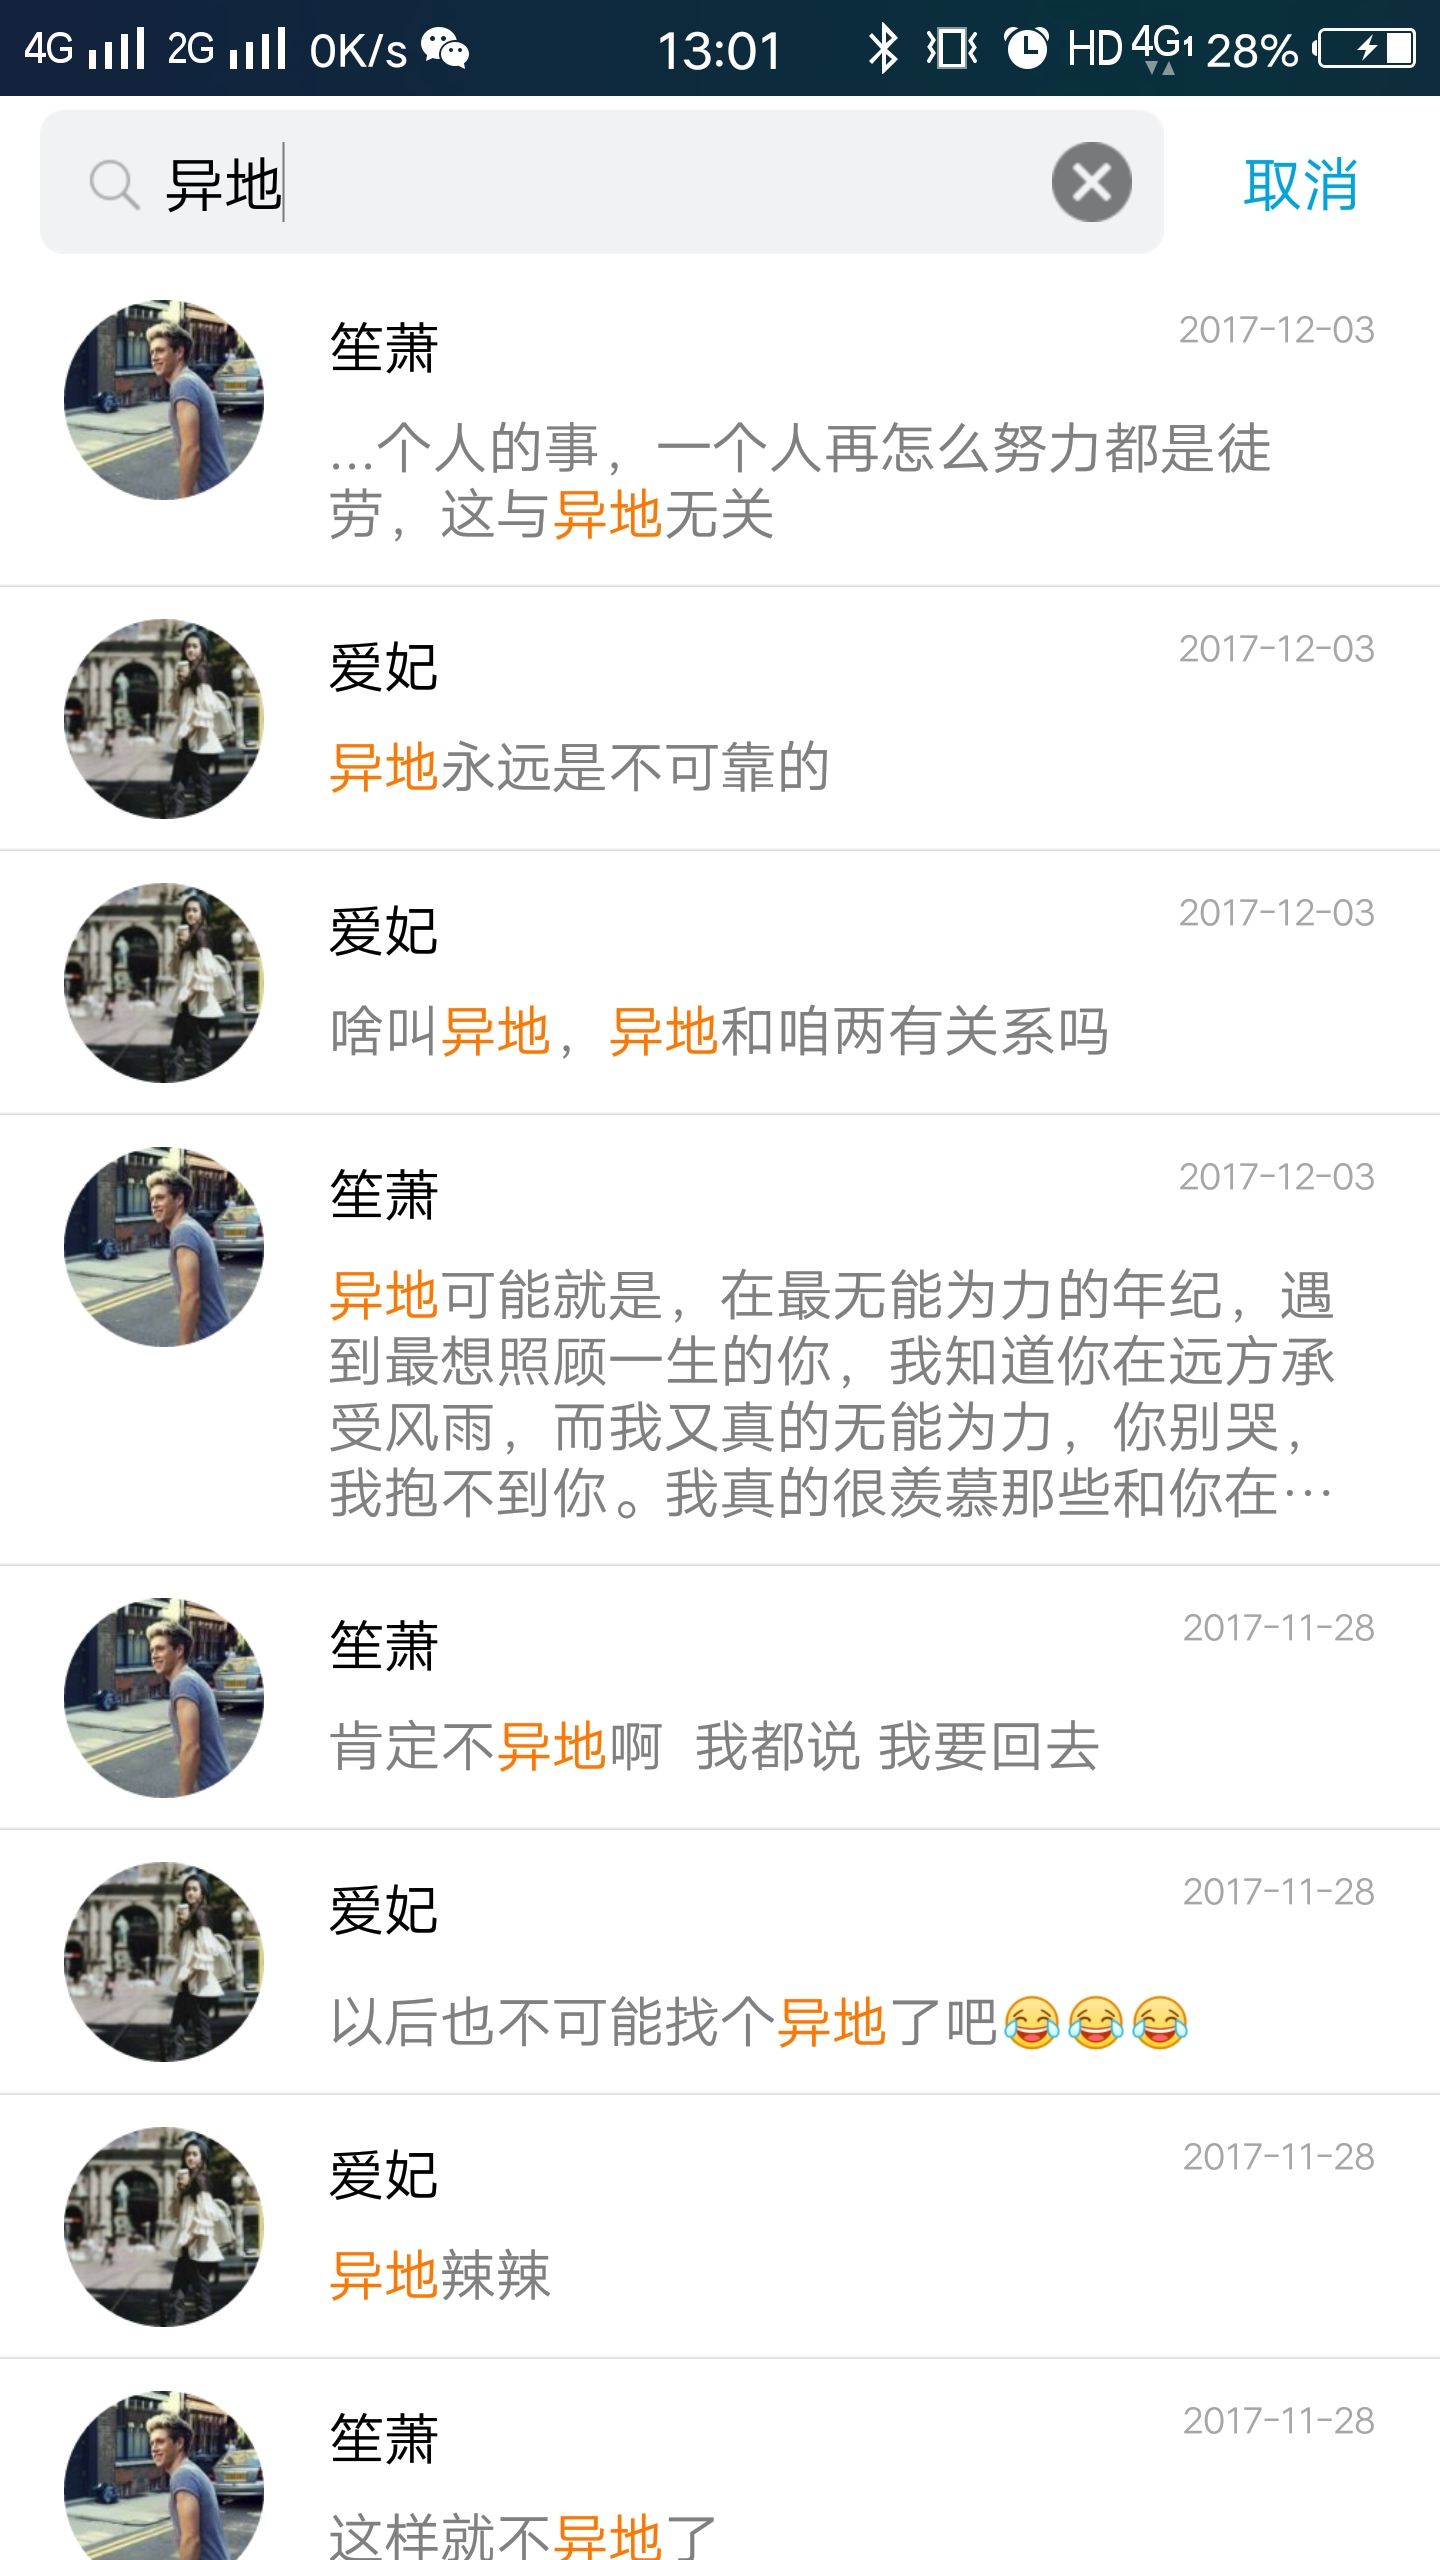 4G 2G 0K/s 13:01 HD 4G1 28%
异地 取消
笙萧 2017-12-03
...个人的事，一个人再怎么努力都是徒
劳，这与异地无关
爱妃 2017-12-03
异地永远是不可靠的
爱妃 2017-12-03
啥叫异地，异地和咱两有关系吗
笙萧 2017-12-03
异地可能就是，在最无能为力的年纪，遇
到最想照顾一生的你，我知道你在远方承
受风雨，而我又真的无能为力，你别哭，
我抱不到你。我真的很羡慕那些和你在…
笙萧 2017-11-28
肯定不异地啊 我都说 我要回去
爱妃 2017-11-28
以后也不可能找个异地了吧😂😂😂
爱妃 2017-11-28
异地辣辣
笙萧 2017-11-28
这样就不异地了